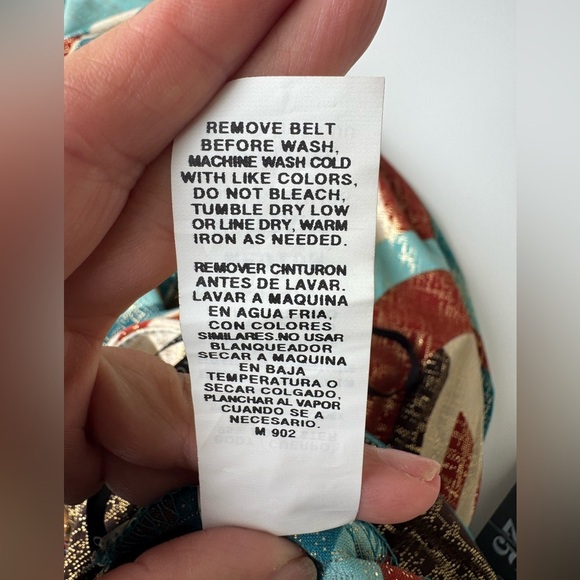 REMOVE BELT
BEFORE WASH,
MACHINE WASH COLD
WITH LIKE COLORS,
DO NOT BLEACH,
TUMBLE DRY LOW
OR LINE DRY, WARM
IRON AS NEEDED.
REMOVER CINTURON
ANTES DE LAVAR.
LAVAR A MAQUINA
EN AGUA FRIA,
CON COLORES
SIMILARES.NO USAR
BLANQUEADOR
SECAR A MAQUINA
EN BAJA
TEMPERATURA O
SECAR COLGADO,
PLANCHAR AL VAPOR
CUANDO SE A
NECESARIO.
M 902